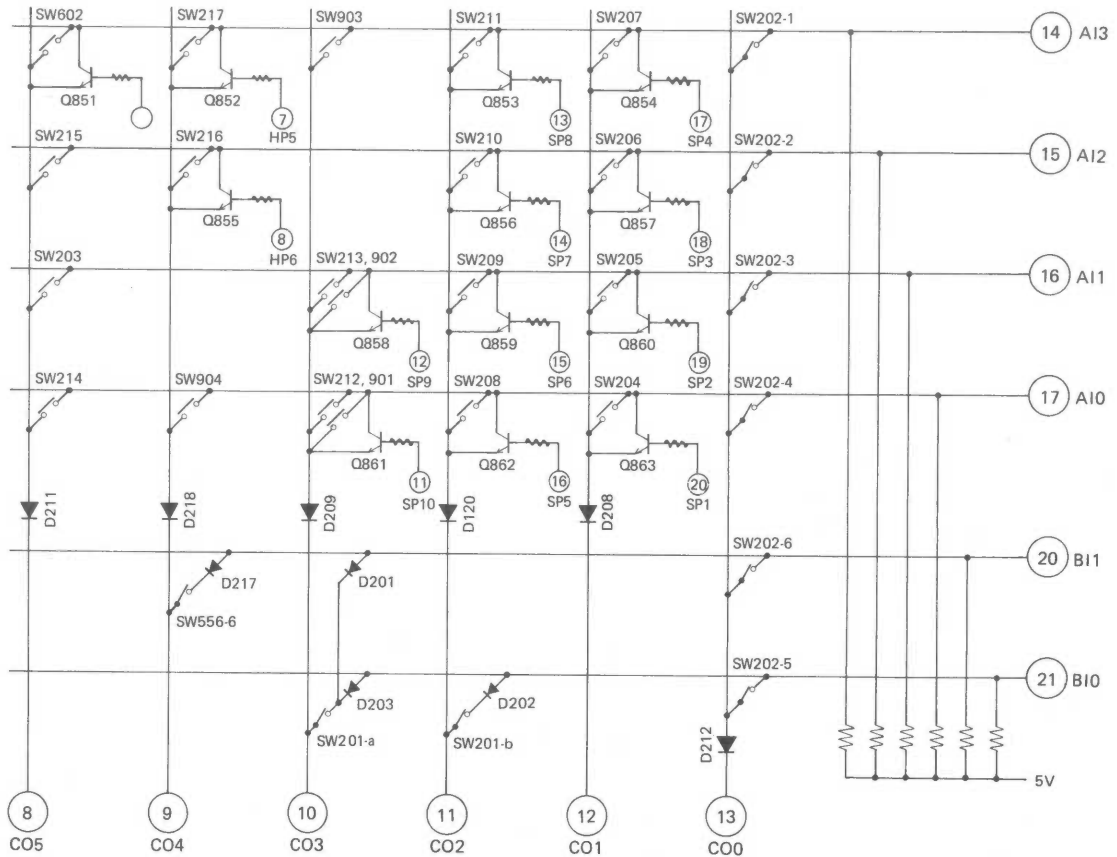 SW602 SW217 SW903 SW211 SW207 SW202-1
14 AI3
Q851 Q852 Q853 Q854
7 13 17
HP5 SP8 SP4
SW215 SW216 SW210 SW206 SW202-2
15 AI2
Q855 Q856 Q857
8 14 18
HP6 SP7 SP3
SW203 SW213, 902 SW209 SW205 SW202-3
16 AI1
Q858 Q859 Q860
12 15 19
SP9 SP6 SP2
SW214 SW904 SW212, 901 SW208 SW204 SW202-4
17 AI0
Q861 Q862 Q863
11 16 20
SP10 SP5 SP1
D211 D218 D209 D120 D208
SW202-6
20 BI1
D217 D201
SW556-6
SW202-5
21 BI0
D203 D202
SW201-a SW201-b D212
5V
8 9 10 11 12 13
CO5 CO4 CO3 CO2 CO1 CO0